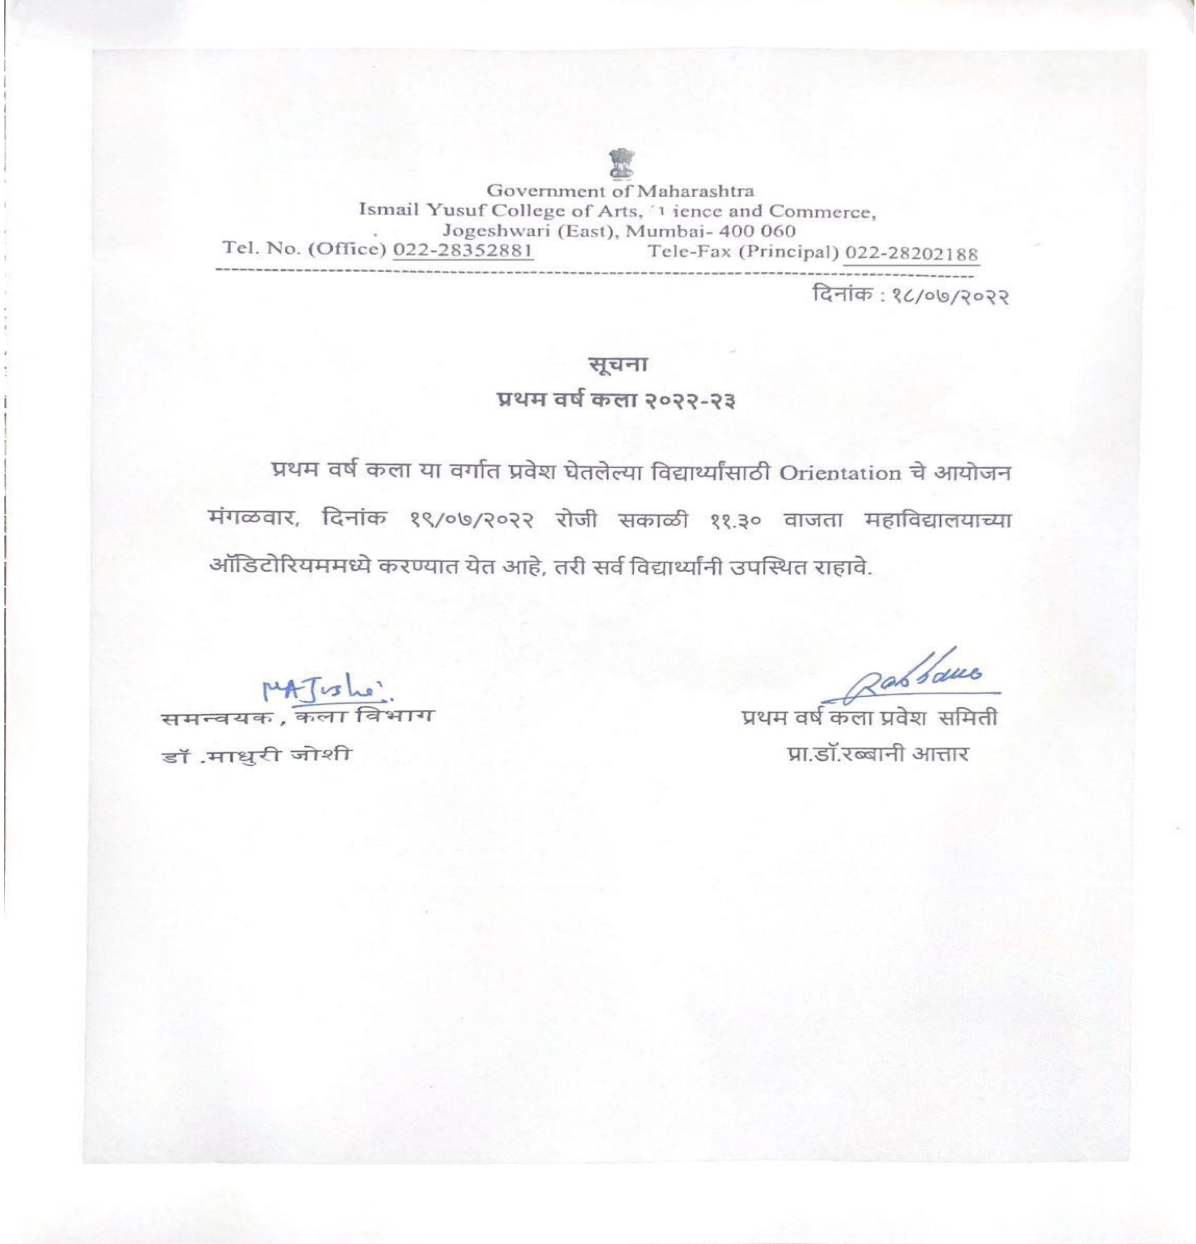 Government of Maharashtra
Ismail Yusuf College of Arts, ience and Commerce,
Jogeshwari (East), Mumbai- 400 060
Tel. No. (Office) 022-28352881 Tele-Fax (Principal) 022-28202188
दिनांक : १८/०७/२०२२
सूचना
प्रथम वर्ष कला २०२२-२३
प्रथम वर्ष कला या वर्गात प्रवेश घेतलेल्या विद्यार्थ्यांसाठी Orientation चे आयोजन
मंगळवार, दिनांक १९/०७/२०२२ रोजी सकाळी ११.३० वाजता महाविद्यालयाच्या
ऑडिटोरियममध्ये करण्यात येत आहे, तरी सर्व विद्यार्थ्यांनी उपस्थित राहावे.
MAJoshi
समन्वयक , कला विभाग प्रथम वर्ष कला प्रवेश समिती
डॉ .माधुरी जोशी प्रा.डॉ.रब्बानी आत्तार